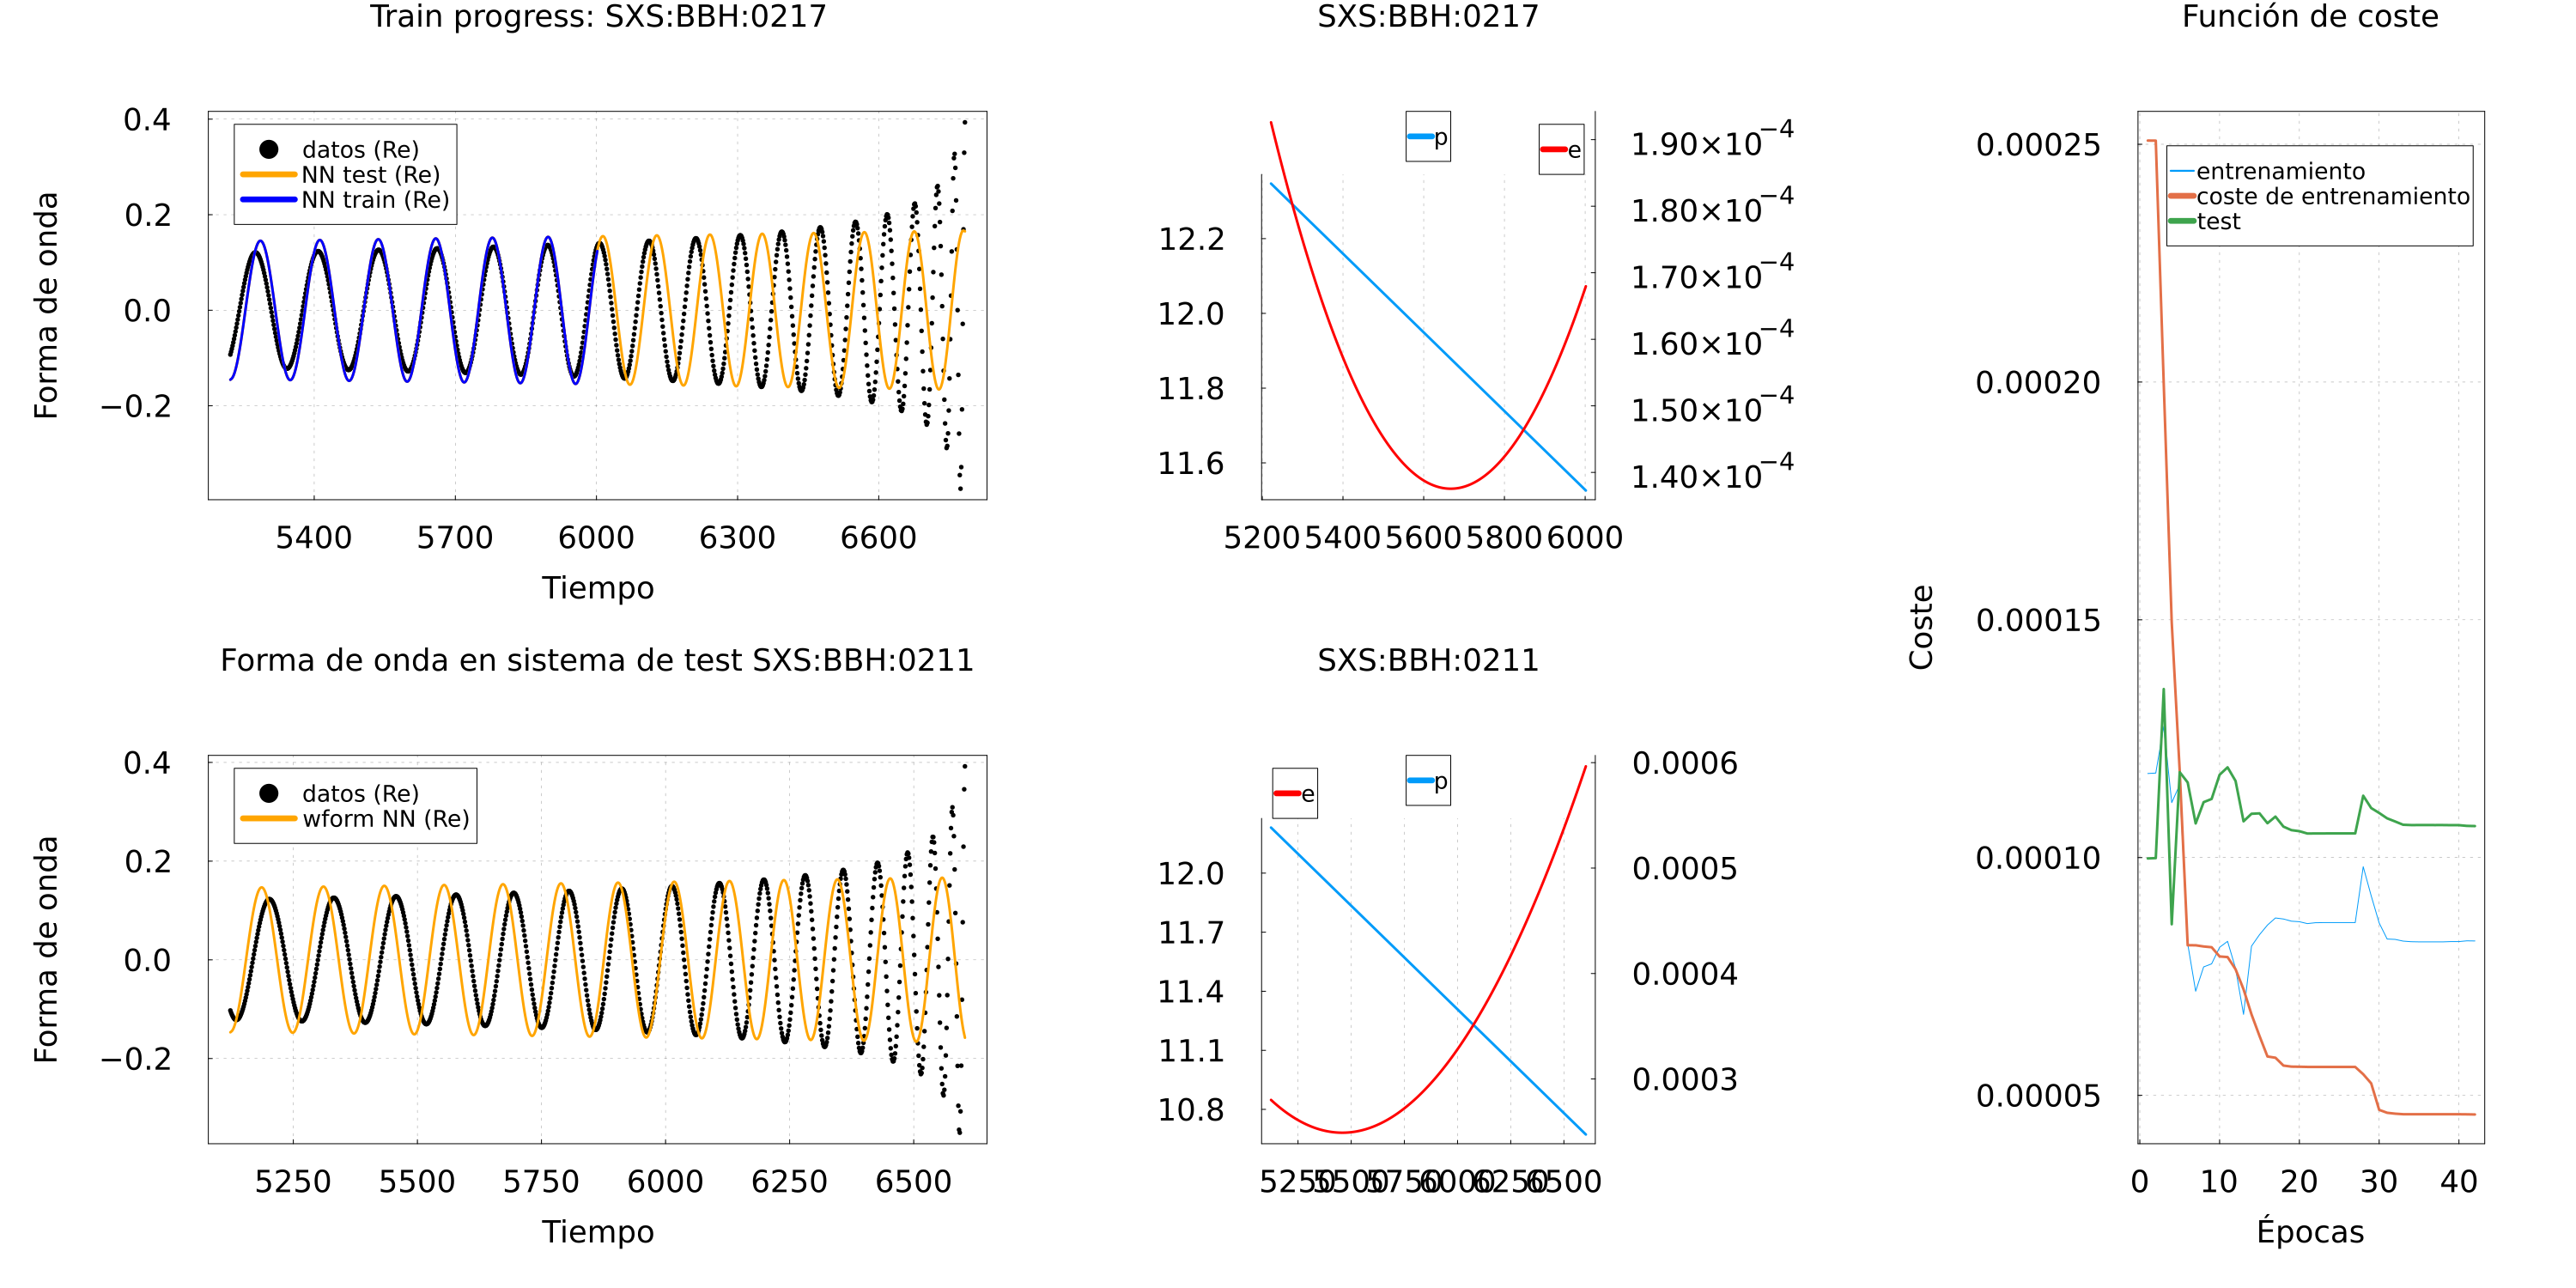 Train progress: SXS:BBH:0217
0.4
0.2
0.0
−0.2
Forma de onda
datos (Re)
NN test (Re)
NN train (Re)
5400 5700 6000 6300 6600
Tiempo
SXS:BBH:0217
p
e
12.2
12.0
11.8
11.6
1.90×10⁻⁴
1.80×10⁻⁴
1.70×10⁻⁴
1.60×10⁻⁴
1.50×10⁻⁴
1.40×10⁻⁴
5200 5400 5600 5800 6000
Forma de onda en sistema de test SXS:BBH:0211
0.4
0.2
0.0
−0.2
Forma de onda
datos (Re)
wform NN (Re)
5250 5500 5750 6000 6250 6500
Tiempo
SXS:BBH:0211
e
p
12.0
11.7
11.4
11.1
10.8
0.0006
0.0005
0.0004
0.0003
5250 5500 5750 6000 6250 6500
Función de coste
Coste
0.00025
0.00020
0.00015
0.00010
0.00005
entrenamiento
coste de entrenamiento
test
0 10 20 30 40
Épocas